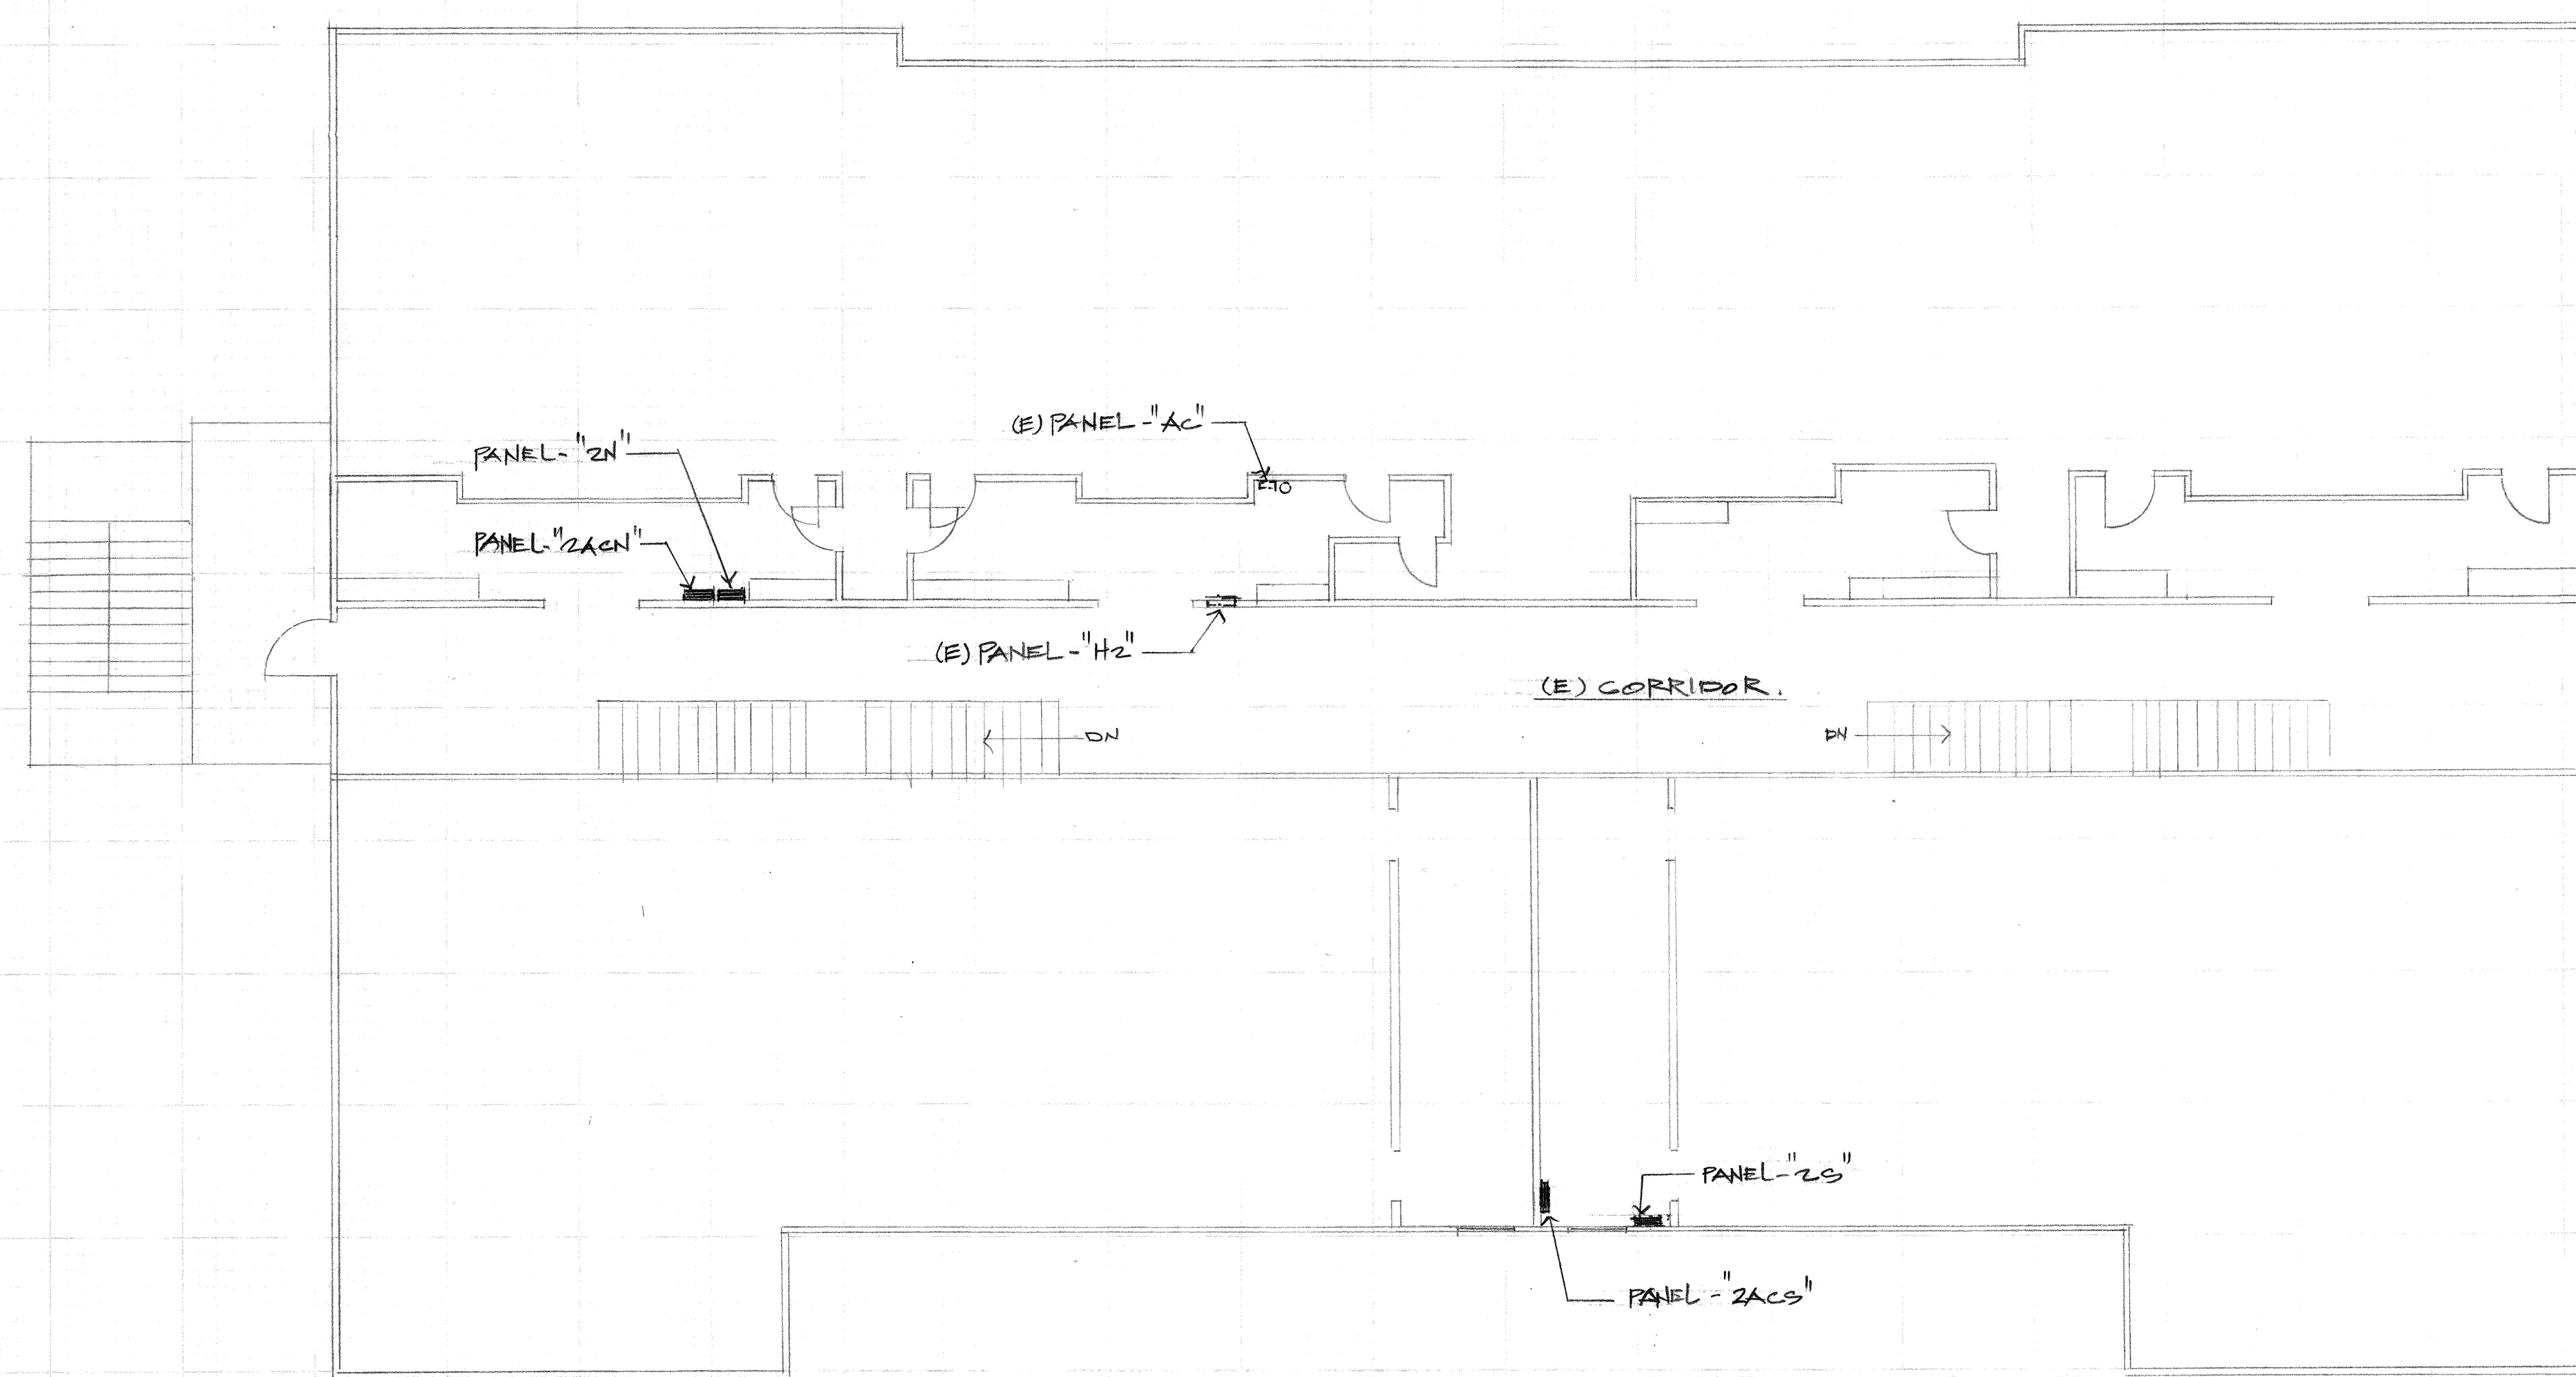 (E) PANEL-"AC"
PANEL-"2N"
PANEL-"2ACN"
(E) PANEL-"H2"
(E) CORRIDOR.
DN
DN
PANEL-"2S"
PANEL-"2ACS"